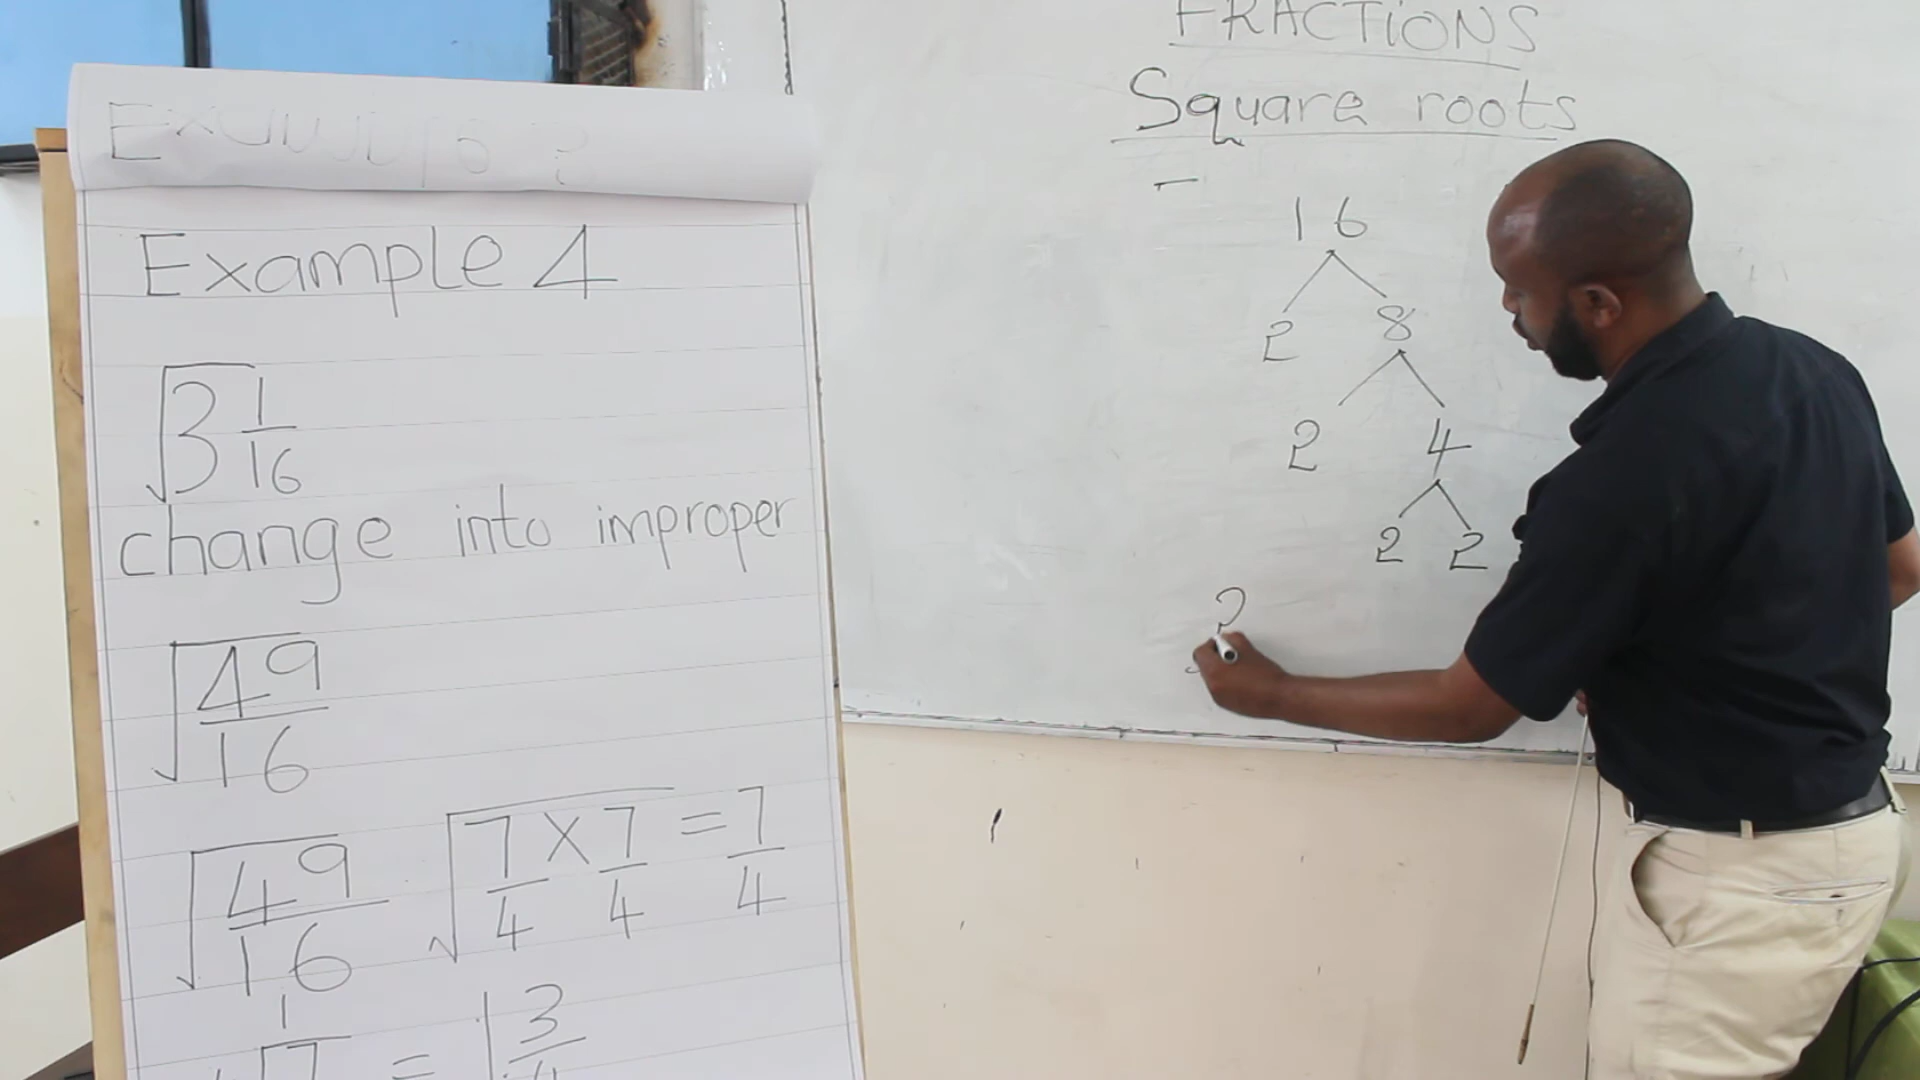 Example 4
√3 1/16
change into improper
√49/16
√49/16 √7/4 × 7/4 = 7/4
FRACTIONS
Square roots
16
2 8
2 4
2 2
2